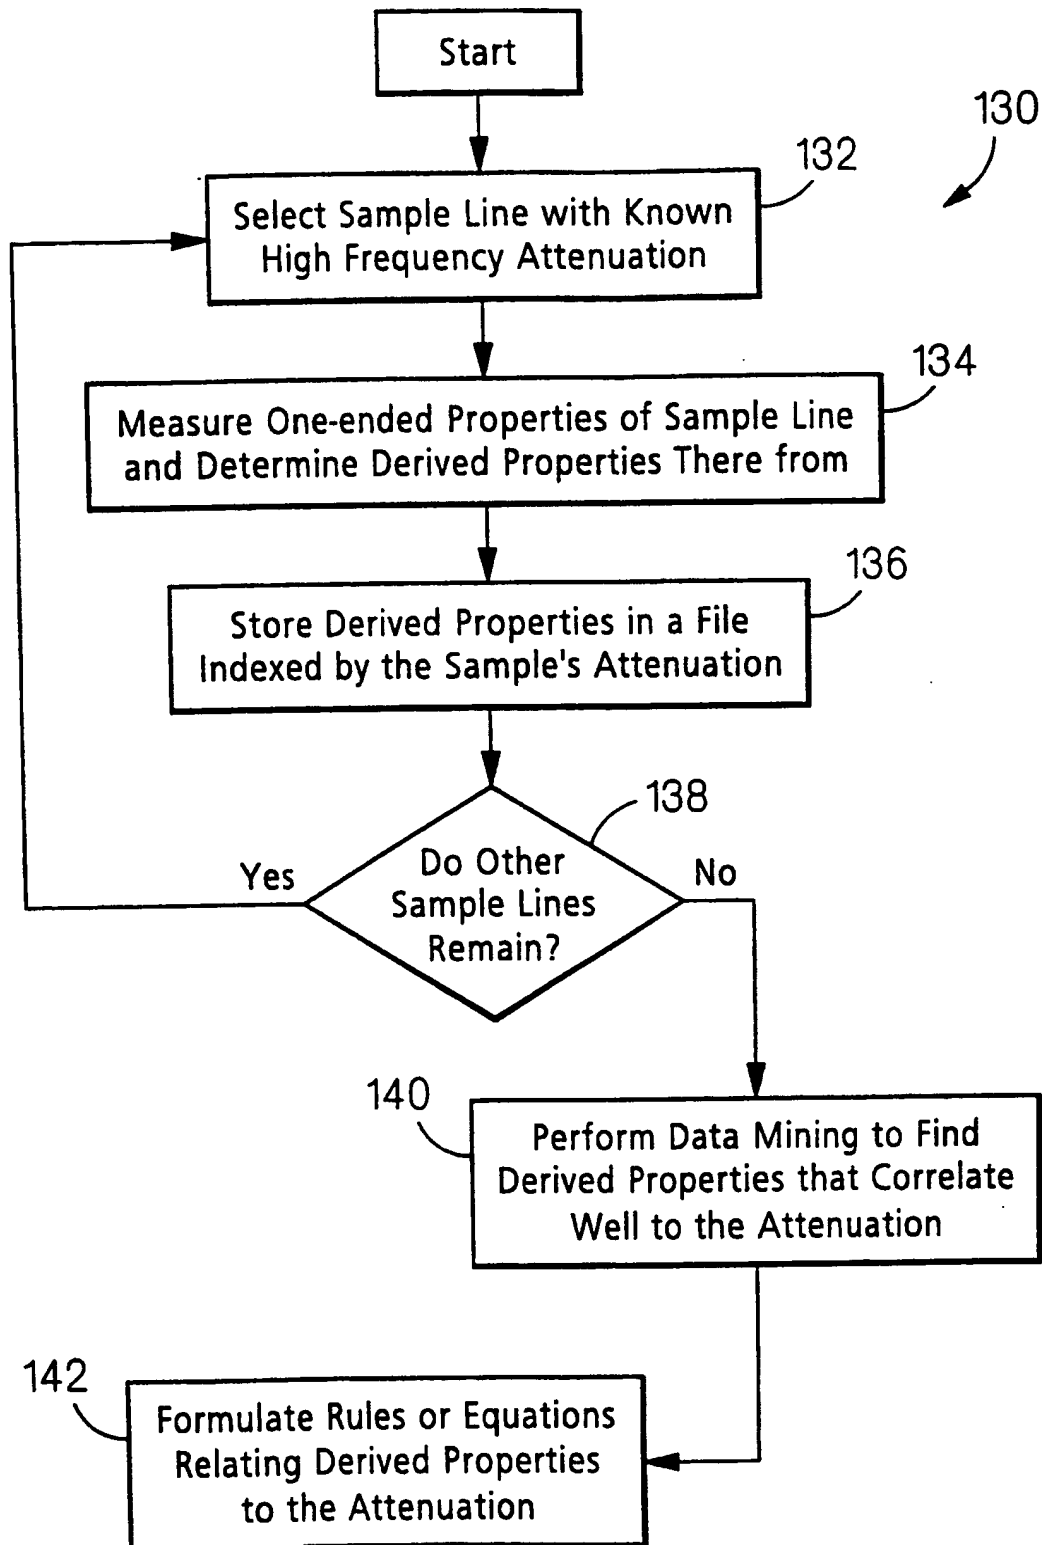 Start
130
132
Select Sample Line with Known
High Frequency Attenuation
134
Measure One-ended Properties of Sample Line
and Determine Derived Properties There from
136
Store Derived Properties in a File
Indexed by the Sample's Attenuation
138
Yes
Do Other
Sample Lines
Remain?
No
140
Perform Data Mining to Find
Derived Properties that Correlate
Well to the Attenuation
142
Formulate Rules or Equations
Relating Derived Properties
to the Attenuation